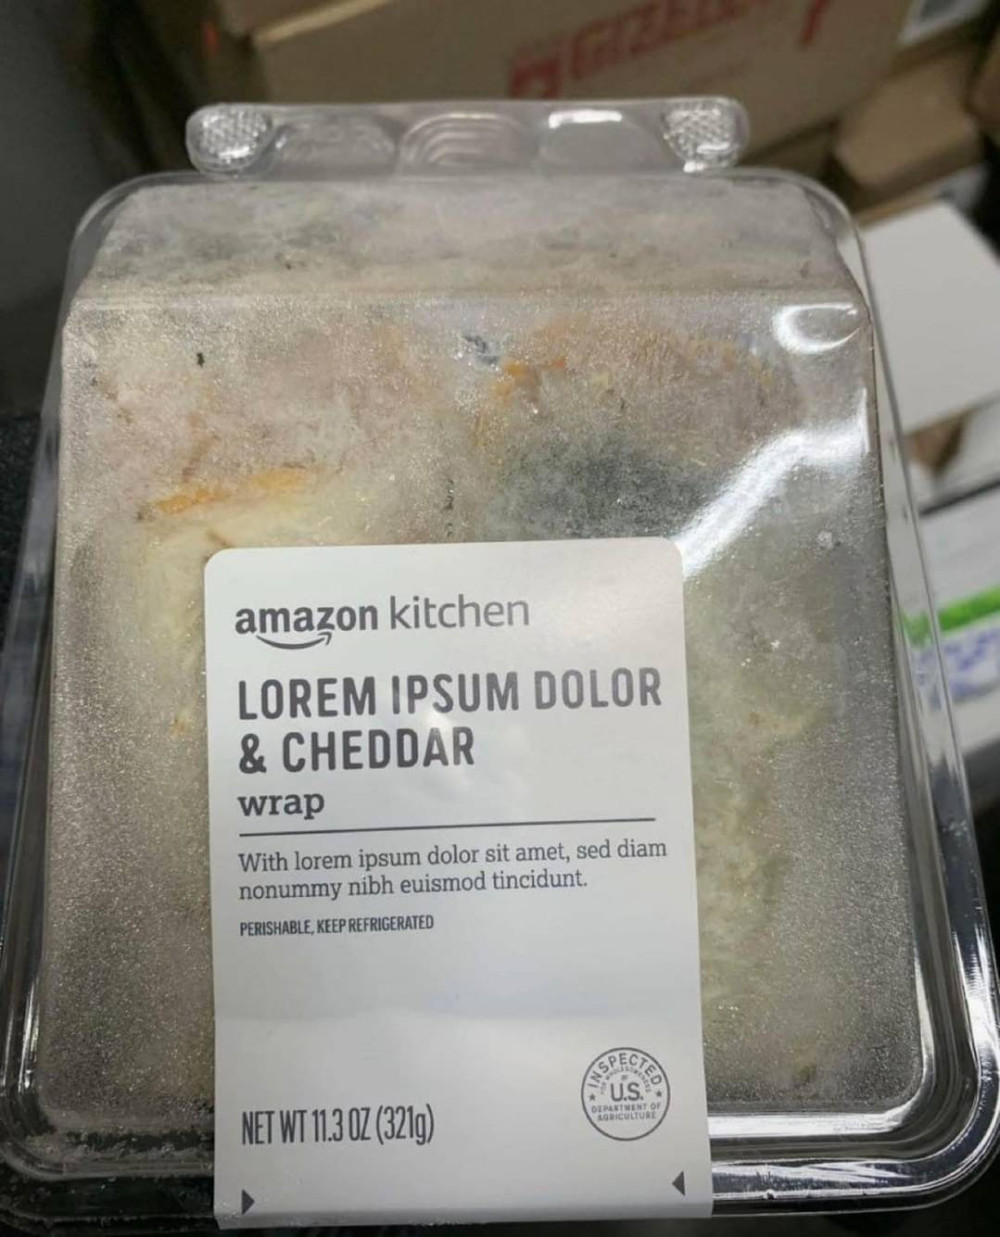 amazon kitchen
LOREM IPSUM DOLOR
& CHEDDAR
wrap
With lorem ipsum dolor sit amet, sed diam
nonummy nibh euismod tincidunt.
PERISHABLE, KEEP REFRIGERATED
NET WT 11.3 OZ (321g)
INSPECTED
U.S.
DEPARTMENT OF
AGRICULTURE